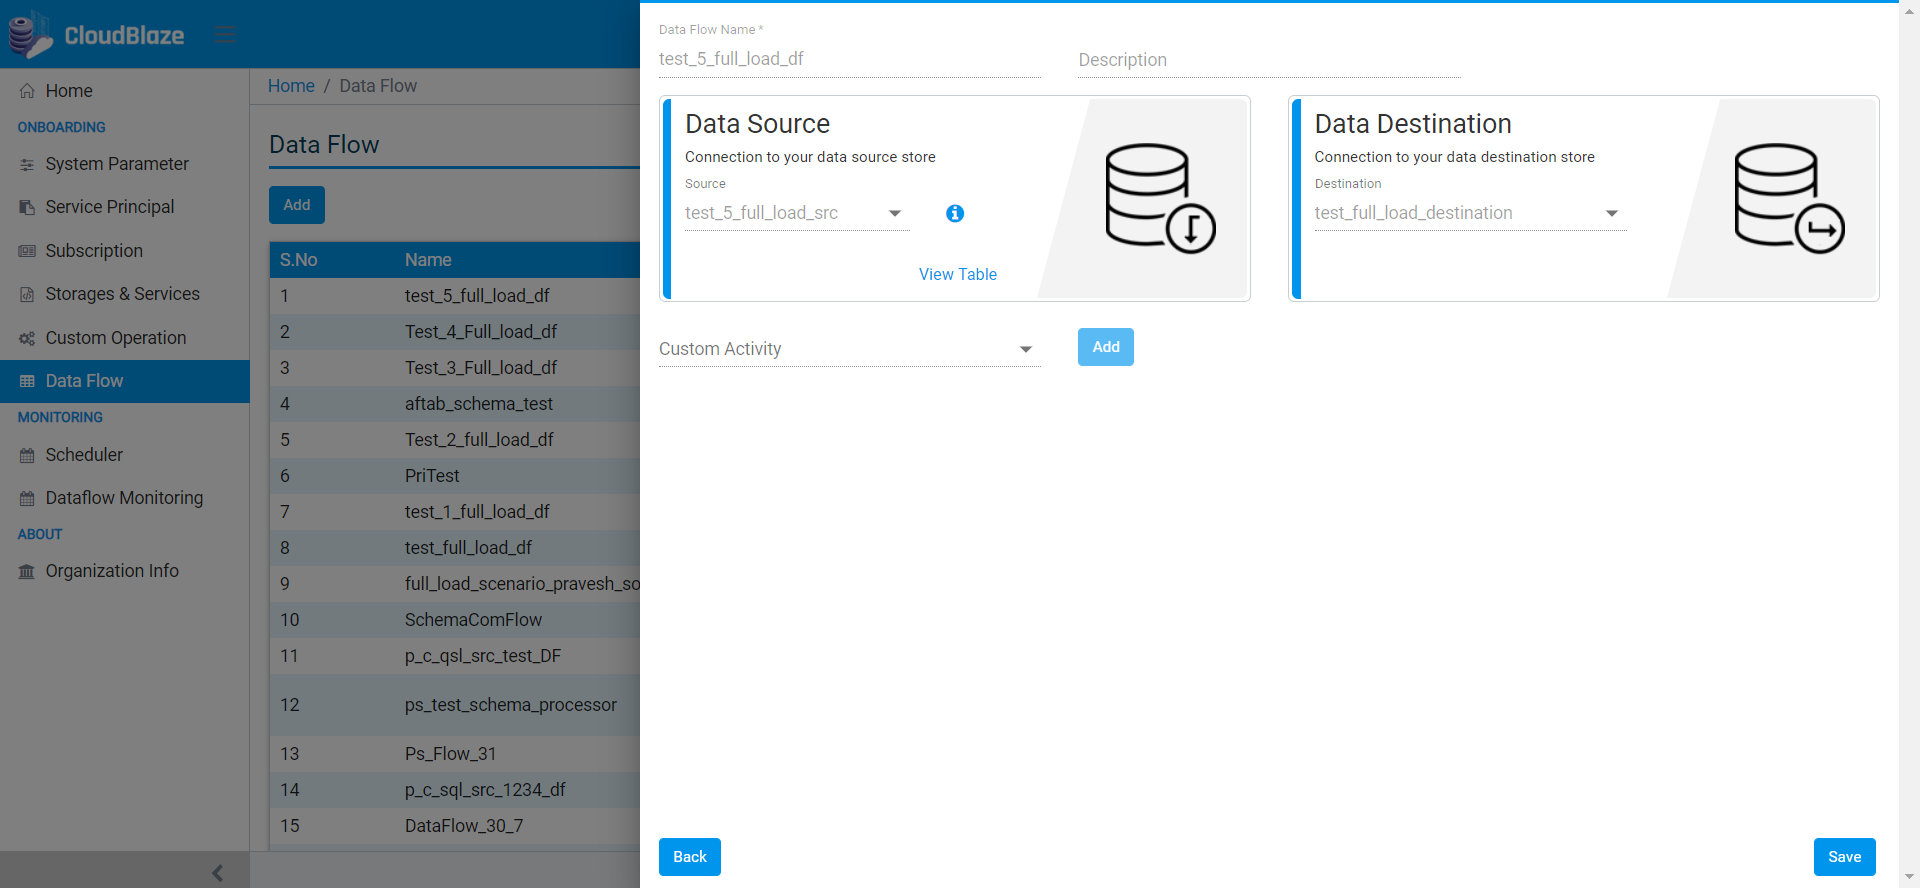 CloudBlaze
Home
ONBOARDING
System Parameter
Service Principal
Subscription
Storages & Services
Custom Operation
Data Flow
MONITORING
Scheduler
Dataflow Monitoring
ABOUT
Organization Info
Home / Data Flow
Data Flow
Add
S.No Name
1 test_5_full_load_df
2 Test_4_Full_load_df
3 Test_3_Full_load_df
4 aftab_schema_test
5 Test_2_full_load_df
6 PriTest
7 test_1_full_load_df
8 test_full_load_df
9 full_load_scenario_pravesh_so
10 SchemaComFlow
11 p_c_qsl_src_test_DF
12 ps_test_schema_processor
13 Ps_Flow_31
14 p_c_sql_src_1234_df
15 DataFlow_30_7
Data Flow Name *
test_5_full_load_df
Description
Data Source
Connection to your data source store
Source
test_5_full_load_src
View Table
Data Destination
Connection to your data destination store
Destination
test_full_load_destination
Custom Activity
Add
Back
Save